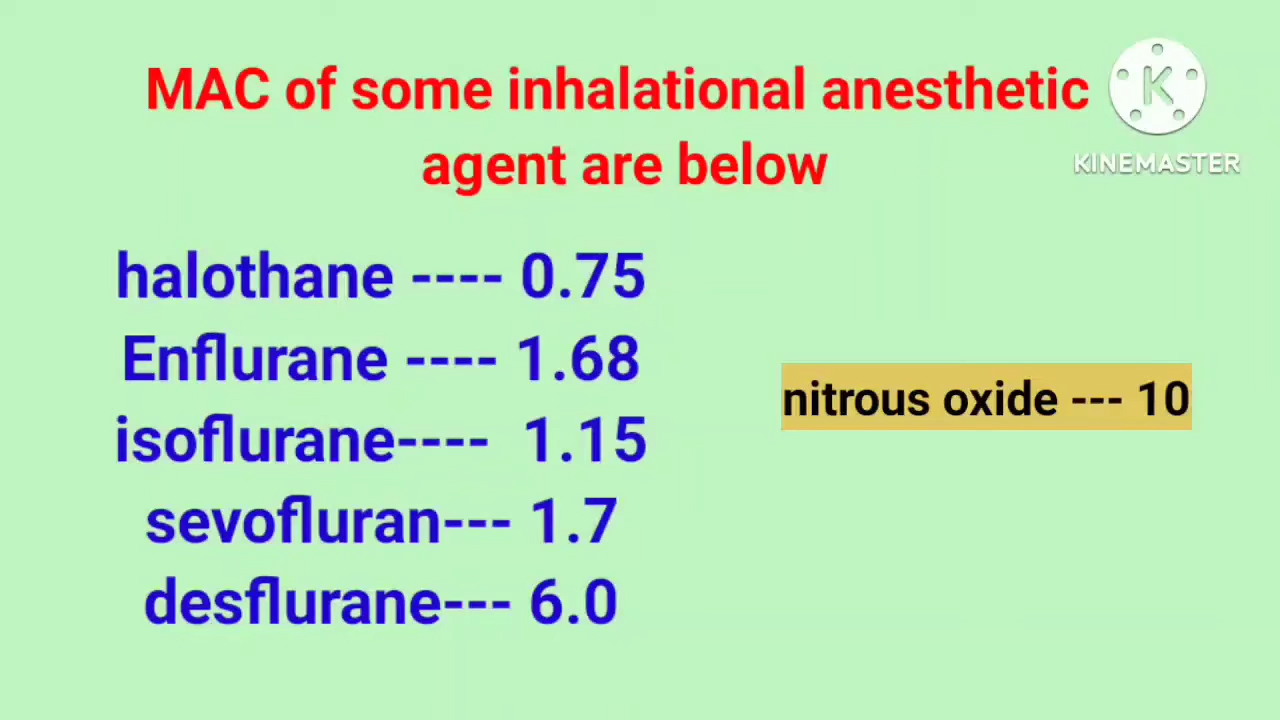 MAC of some inhalational anesthetic
agent are below
KINEMASTER
halothane ---- 0.75
Enflurane ---- 1.68
isoflurane---- 1.15
sevofluran--- 1.7
desflurane--- 6.0
nitrous oxide --- 10